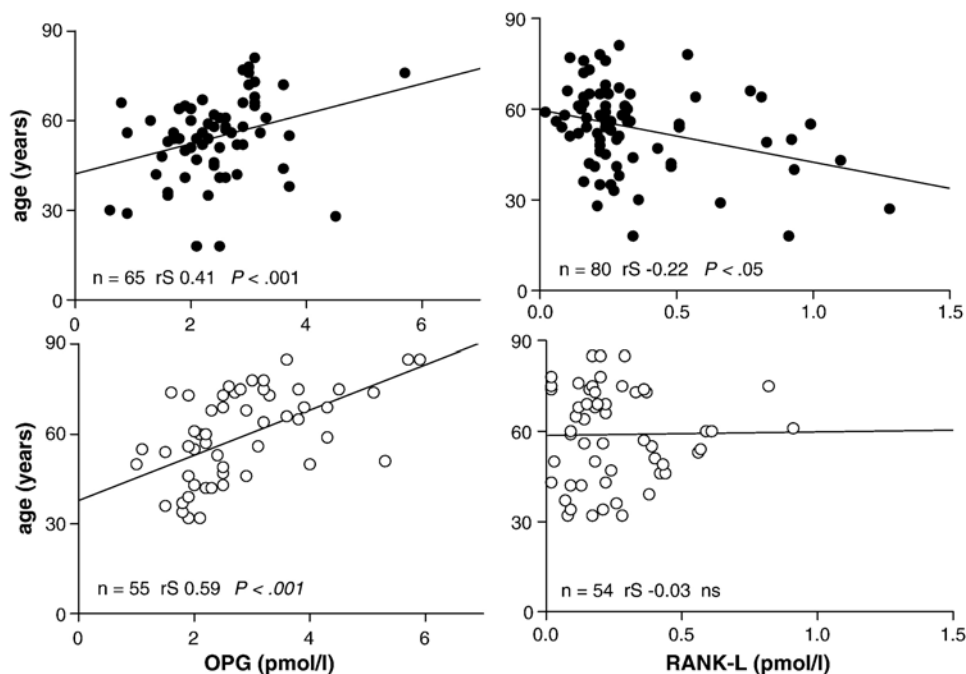 90
60
30
0
age (years)
n = 65 rS 0.41 P < .001
0 2 4 6
90
60
30
0
n = 80 rS -0.22 P < .05
0.0 0.5 1.0 1.5
90
60
30
0
age (years)
n = 55 rS 0.59 P < .001
0 2 4 6
OPG (pmol/l)
90
60
30
0
n = 54 rS -0.03 ns
0.0 0.5 1.0 1.5
RANK-L (pmol/l)